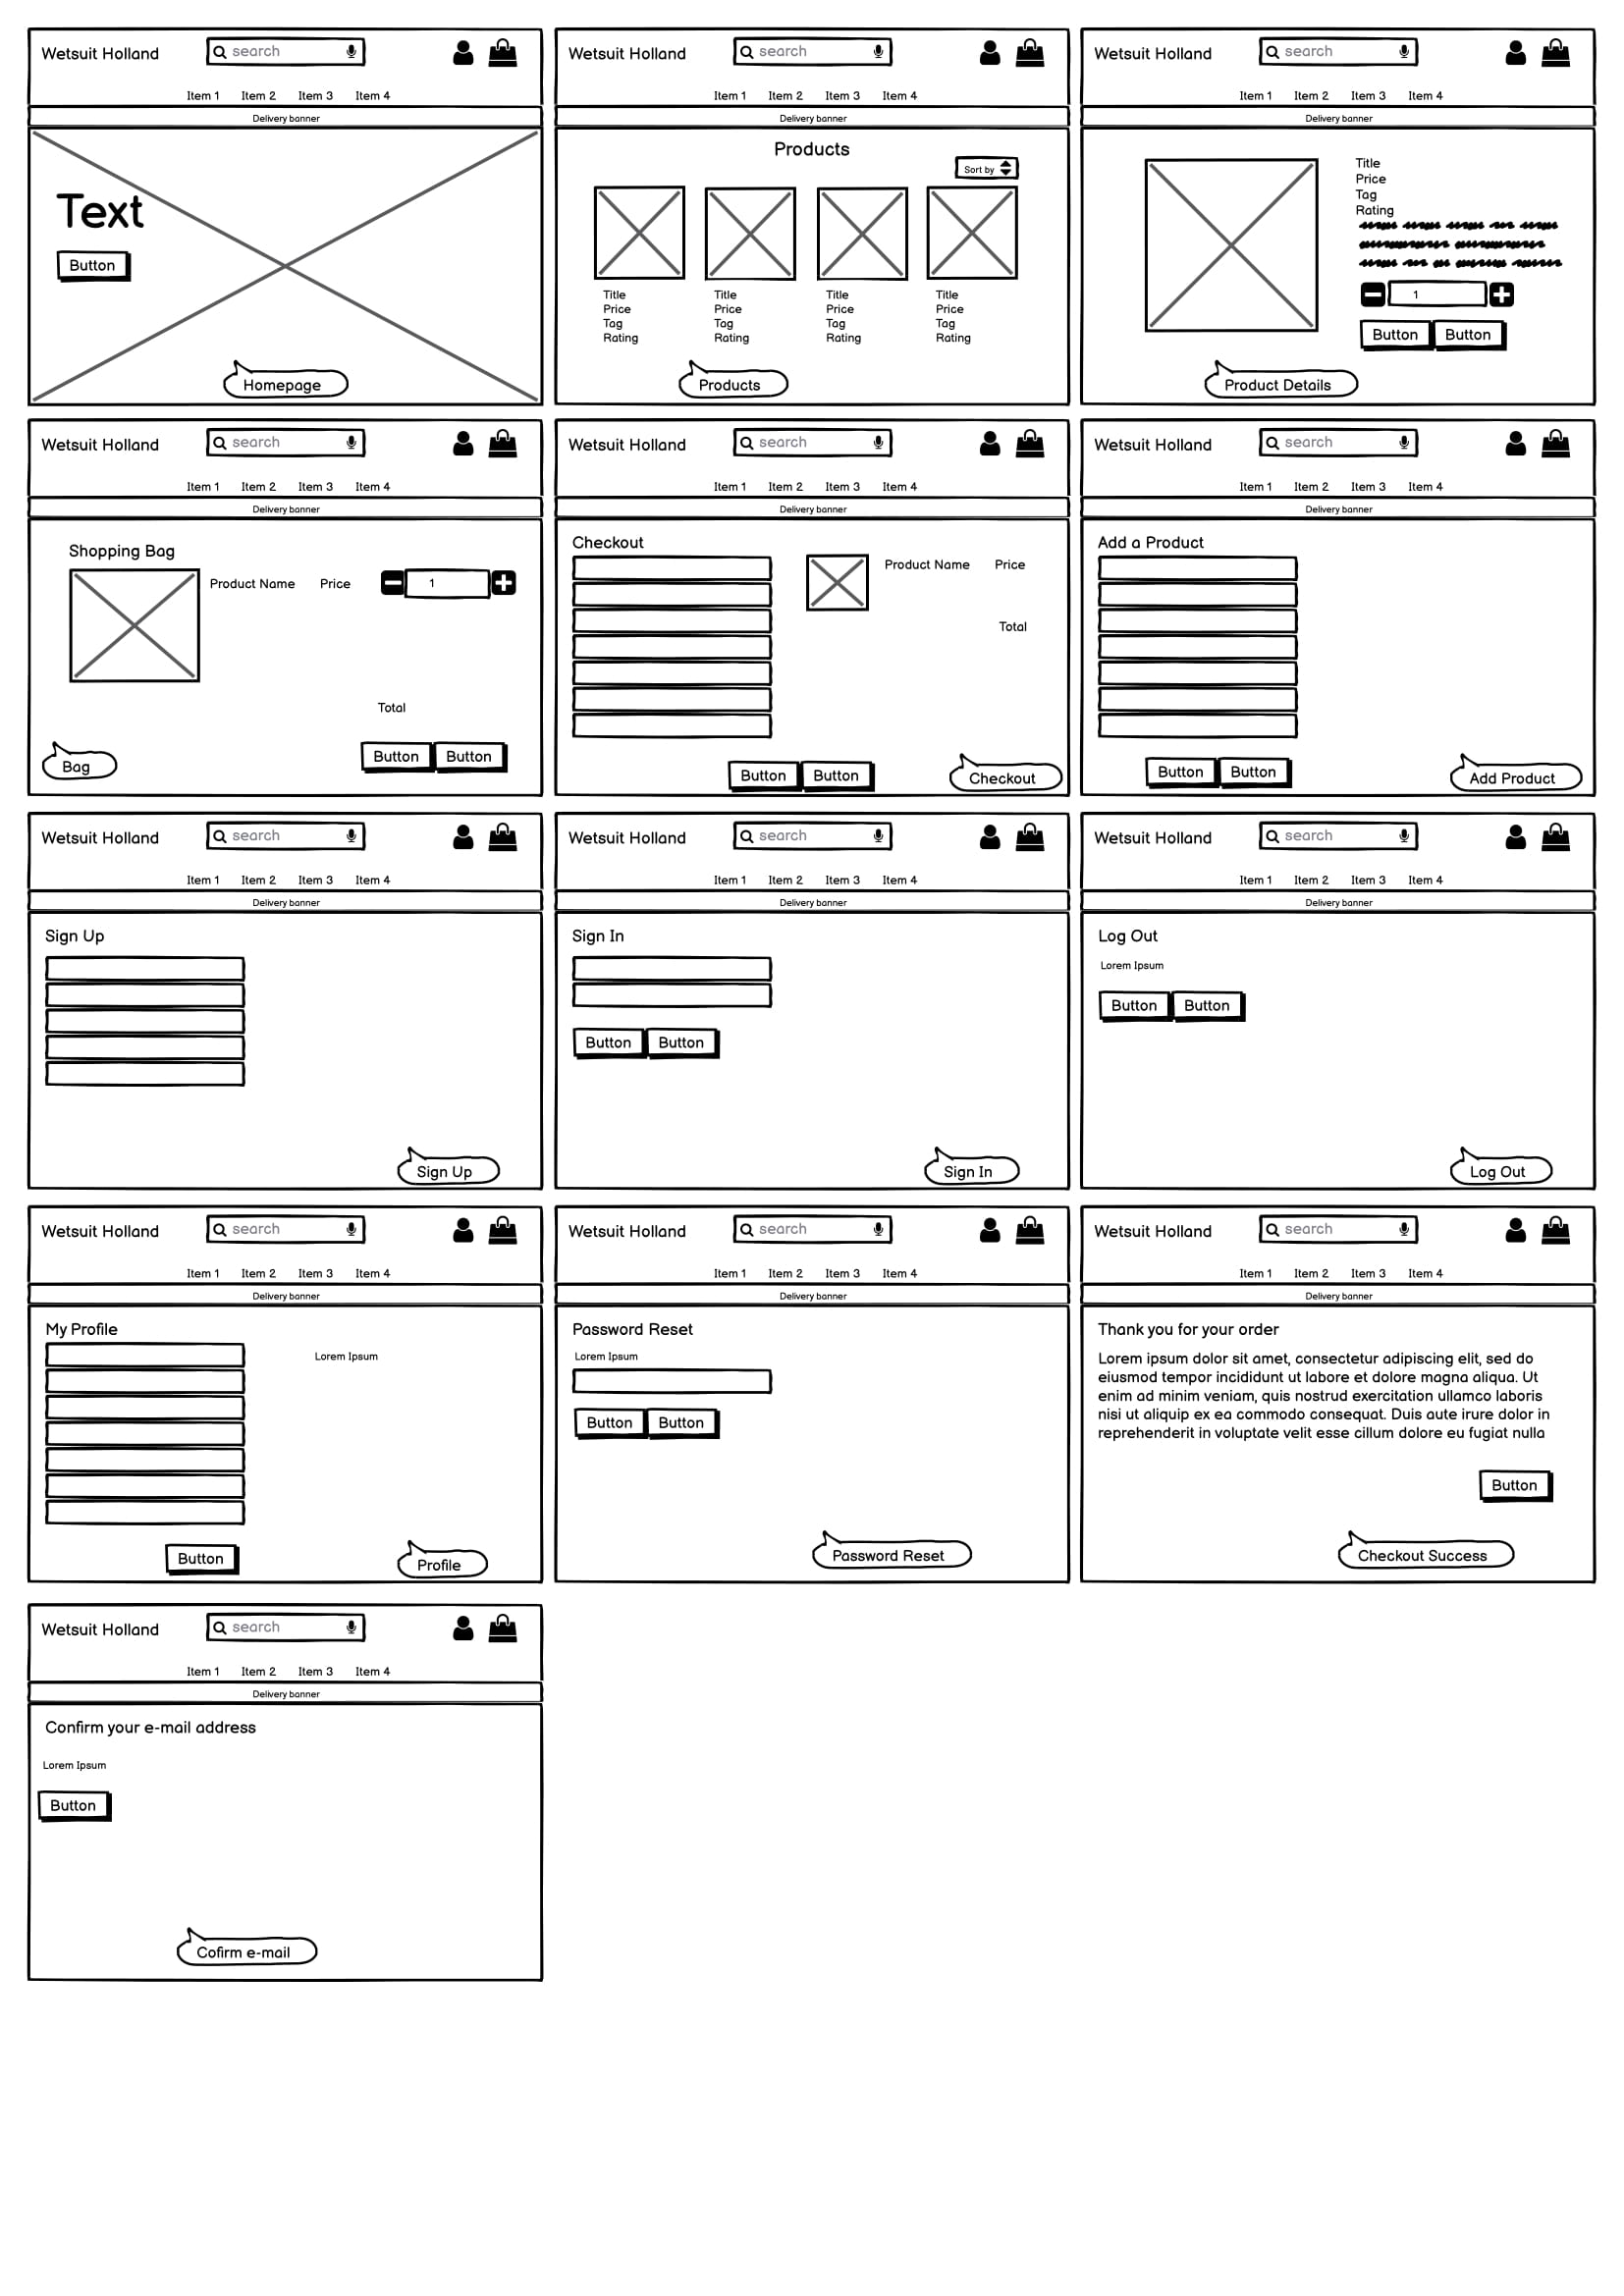 Wetsuit Holland search
Item 1 Item 2 Item 3 Item 4
Delivery banner
Text
Button
Homepage
Wetsuit Holland search
Item 1 Item 2 Item 3 Item 4
Delivery banner
Products
Sort by
Title Title Title Title
Price Price Price Price
Tag Tag Tag Tag
Rating Rating Rating Rating
Products
Wetsuit Holland search
Item 1 Item 2 Item 3 Item 4
Delivery banner
Title
Price
Tag
Rating
1
Button Button
Product Details
Wetsuit Holland search
Item 1 Item 2 Item 3 Item 4
Delivery banner
Shopping Bag
Product Name Price 1
Total
Button Button
Bag
Wetsuit Holland search
Item 1 Item 2 Item 3 Item 4
Delivery banner
Checkout
Product Name Price
Total
Button Button
Checkout
Wetsuit Holland search
Item 1 Item 2 Item 3 Item 4
Delivery banner
Add a Product
Button Button
Add Product
Wetsuit Holland search
Item 1 Item 2 Item 3 Item 4
Delivery banner
Sign Up
Sign Up
Wetsuit Holland search
Item 1 Item 2 Item 3 Item 4
Delivery banner
Sign In
Button Button
Sign In
Wetsuit Holland search
Item 1 Item 2 Item 3 Item 4
Delivery banner
Log Out
Lorem Ipsum
Button Button
Log Out
Wetsuit Holland search
Item 1 Item 2 Item 3 Item 4
Delivery banner
My Profile
Lorem Ipsum
Button
Profile
Wetsuit Holland search
Item 1 Item 2 Item 3 Item 4
Delivery banner
Password Reset
Lorem Ipsum
Button Button
Password Reset
Wetsuit Holland search
Item 1 Item 2 Item 3 Item 4
Delivery banner
Thank you for your order
Lorem ipsum dolor sit amet, consectetur adipiscing elit, sed do
eiusmod tempor incididunt ut labore et dolore magna aliqua. Ut
enim ad minim veniam, quis nostrud exercitation ullamco laboris
nisi ut aliquip ex ea commodo consequat. Duis aute irure dolor in
reprehenderit in voluptate velit esse cillum dolore eu fugiat nulla
Button
Checkout Success
Wetsuit Holland search
Item 1 Item 2 Item 3 Item 4
Delivery banner
Confirm your e-mail address
Lorem Ipsum
Button
Cofirm e-mail